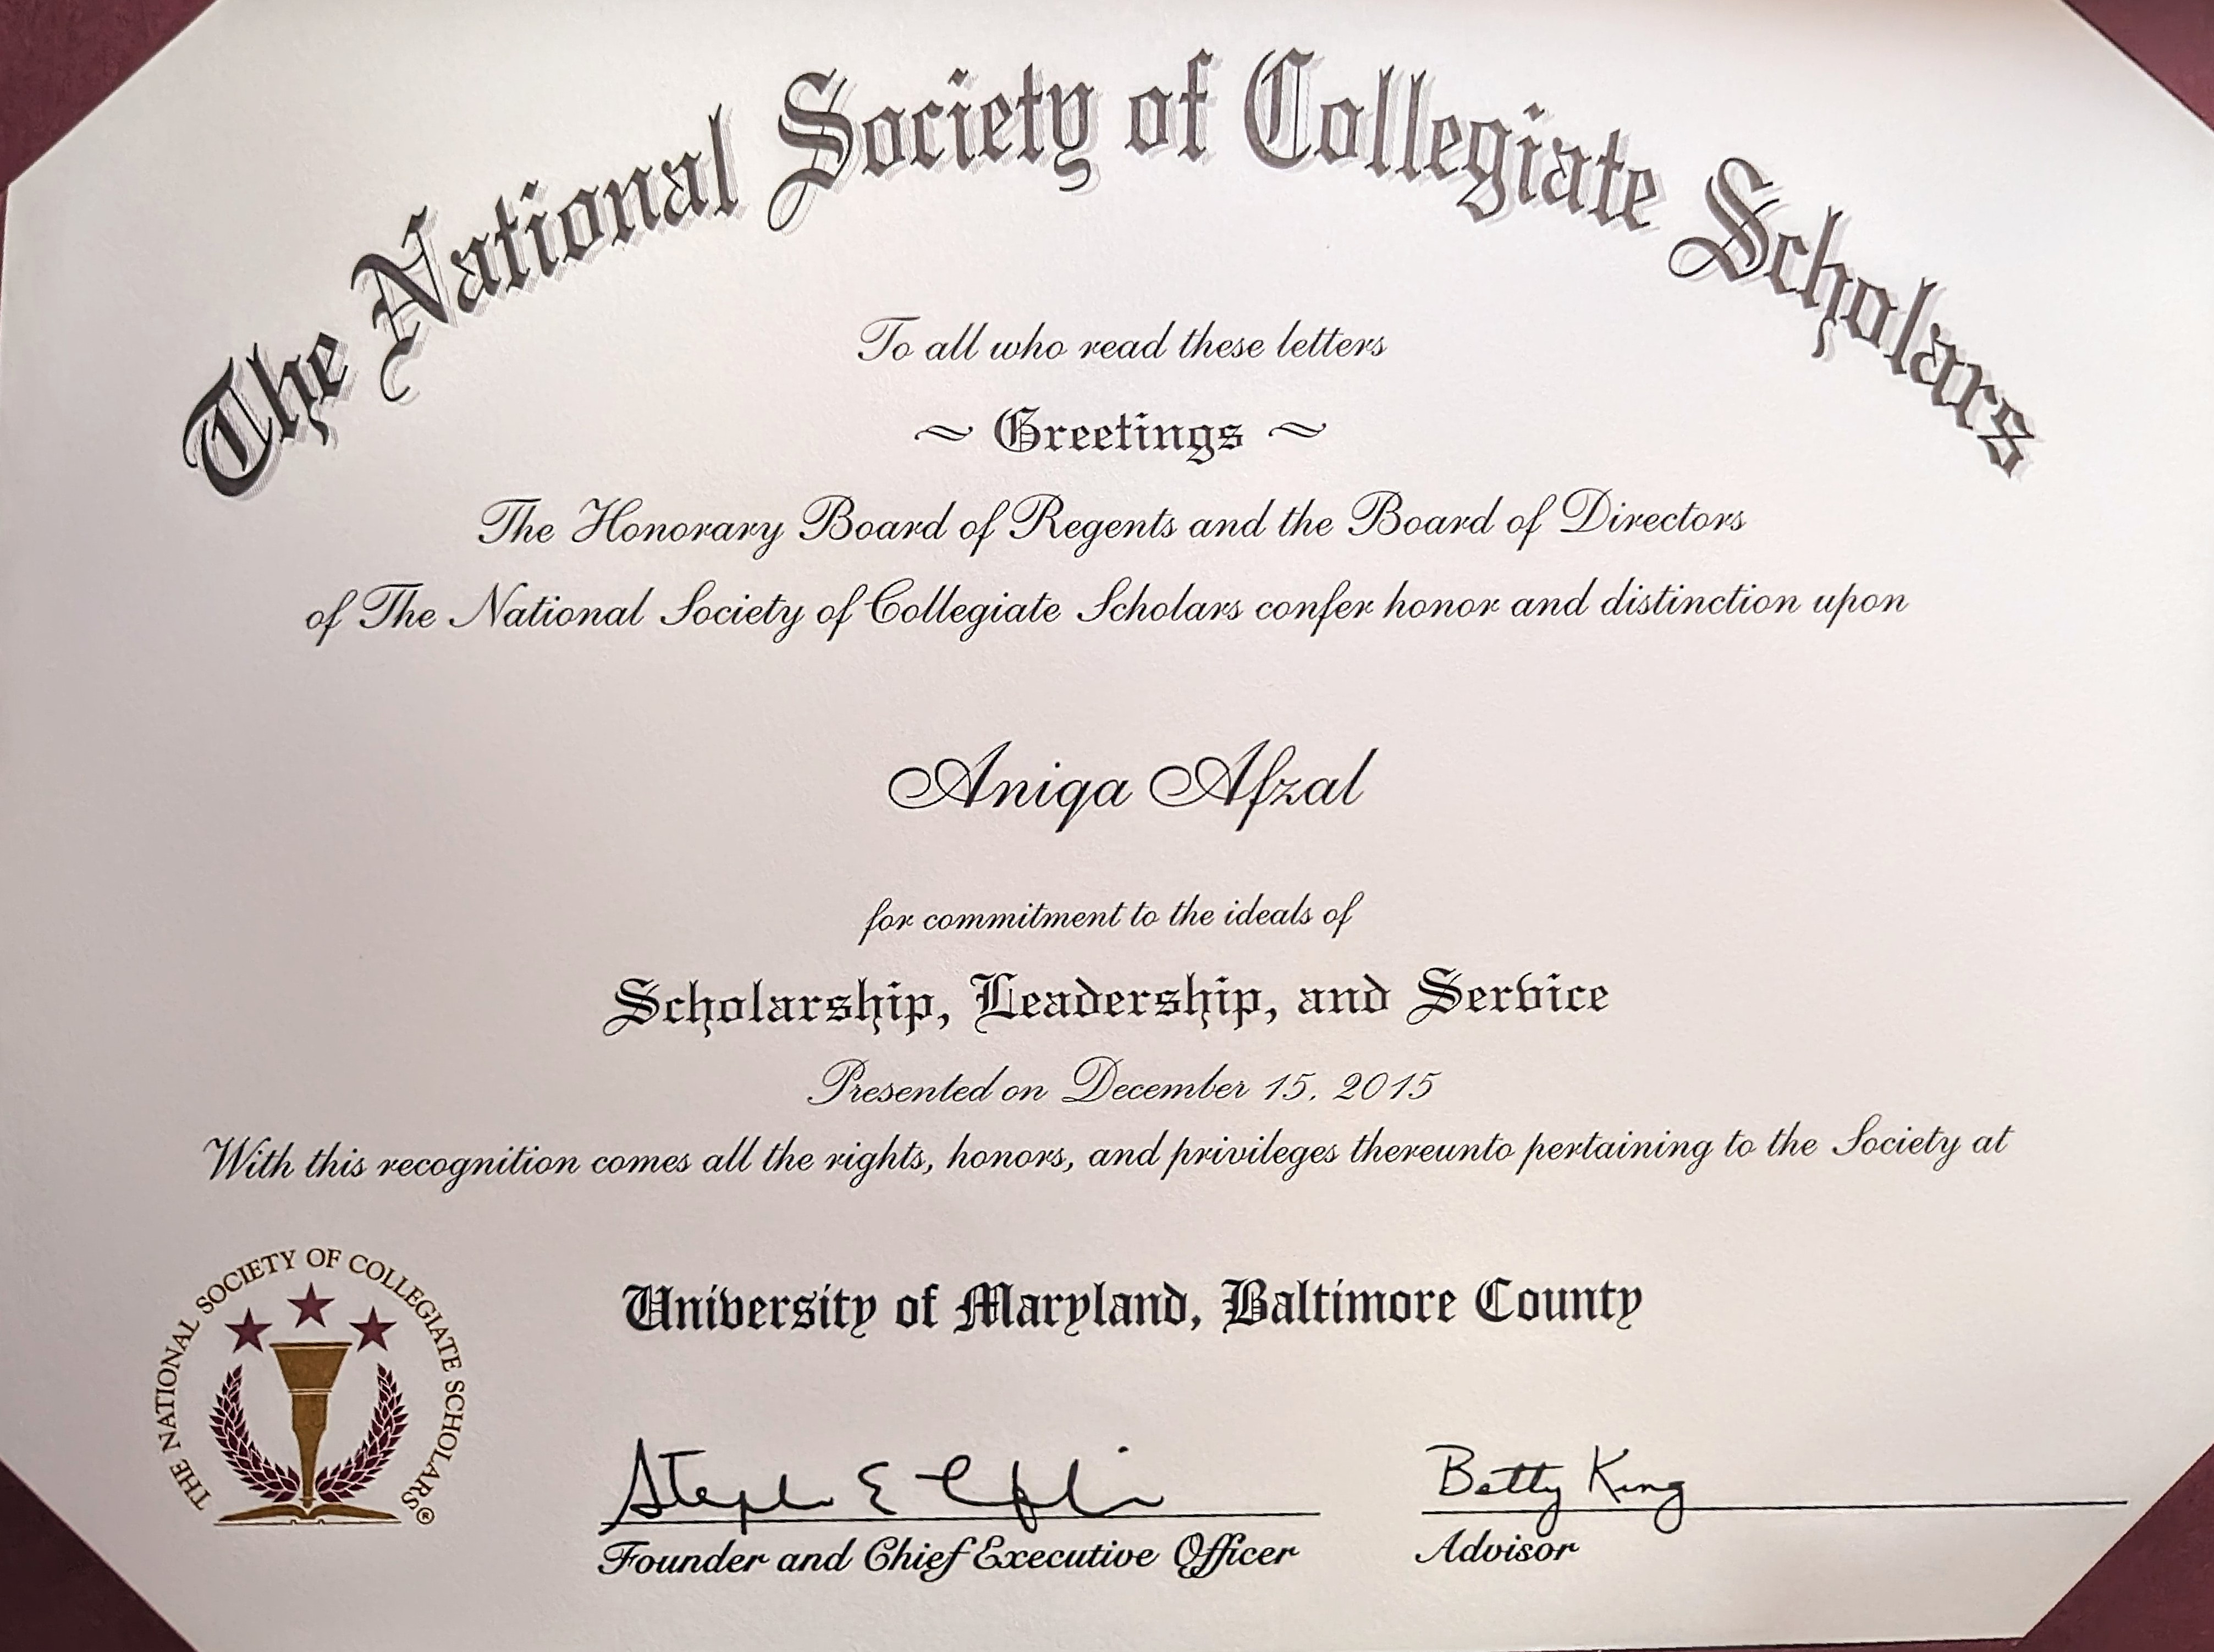 The National Society of Collegiate Scholars
To all who read these letters
~ Greetings ~
The Honorary Board of Regents and the Board of Directors
of The National Society of Collegiate Scholars confer honor and distinction upon
Aniqa Afzal
for commitment to the ideals of
Scholarship, Leadership, and Service
Presented on December 15, 2015
With this recognition comes all the rights, honors, and privileges thereunto pertaining to the Society at
THE NATIONAL SOCIETY OF COLLEGIATE SCHOLARS®
University of Maryland, Baltimore County
Betty King
Founder and Chief Executive Officer
Advisor